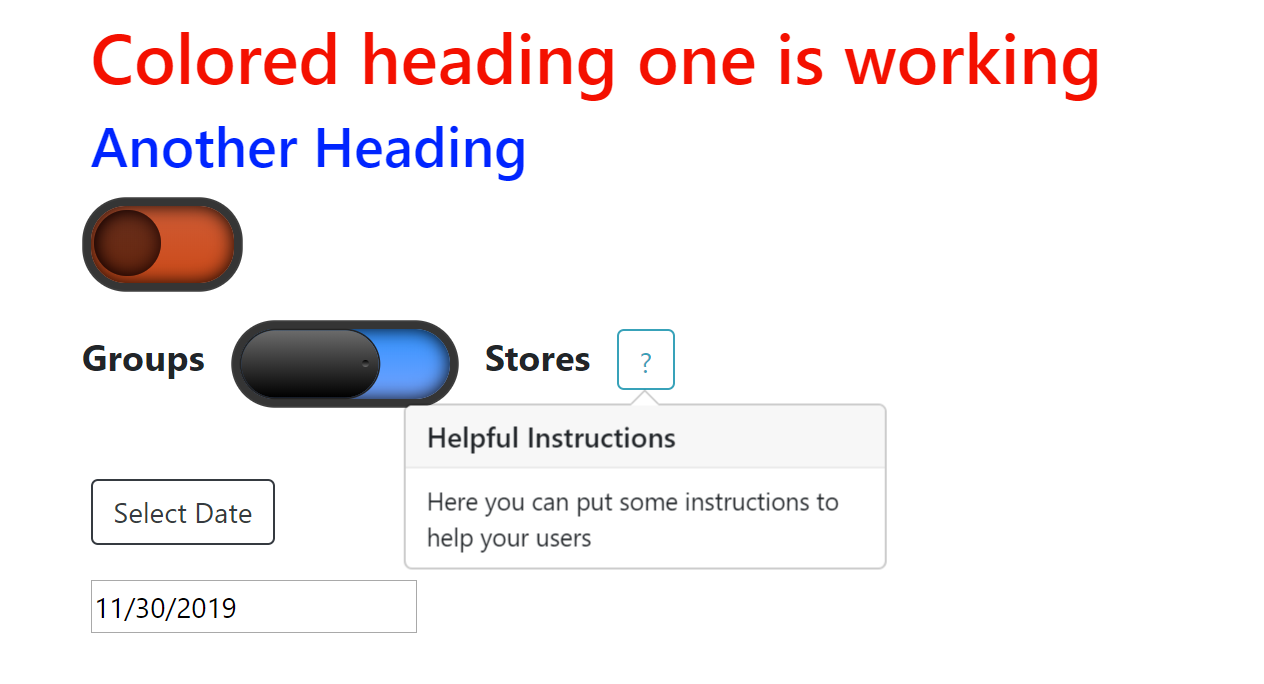 Colored heading one is working
Another Heading
Groups Stores ?
Helpful Instructions
Here you can put some instructions to
help your users
Select Date
11/30/2019